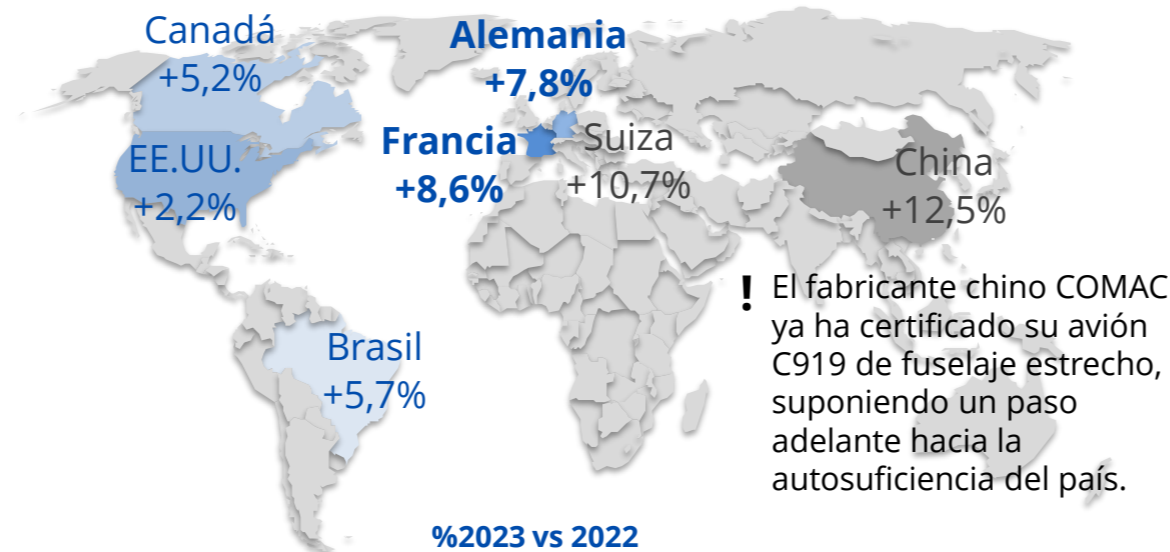 Canadá
+5,2%
Alemania
+7,8%
Francia
+8,6%
Suiza
+10,7%
EE.UU.
+2,2%
China
+12,5%
! El fabricante chino COMAC
ya ha certificado su avión
C919 de fuselaje estrecho,
suponiendo un paso
adelante hacia la
autosuficiencia del país.
Brasil
+5,7%
%2023 vs 2022